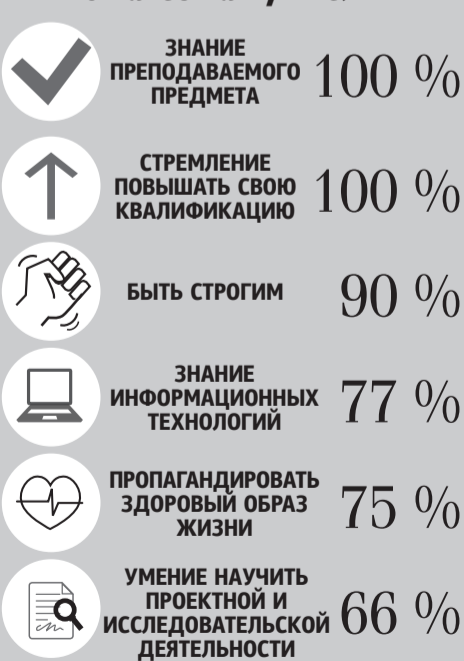 ЗНАНИЕ
ПРЕПОДАВАЕМОГО
ПРЕДМЕТА
100 %
СТРЕМЛЕНИЕ
ПОВЫШАТЬ СВОЮ
КВАЛИФИКАЦИЮ
100 %
БЫТЬ СТРОГИМ
90 %
ЗНАНИЕ
ИНФОРМАЦИОННЫХ
ТЕХНОЛОГИЙ
77 %
ПРОПАГАНДИРОВАТЬ
ЗДОРОВЫЙ ОБРАЗ
ЖИЗНИ
75 %
УМЕНИЕ НАУЧИТЬ
ПРОЕКТНОЙ И
ИССЛЕДОВАТЕЛЬСКОЙ
ДЕЯТЕЛЬНОСТИ
66 %